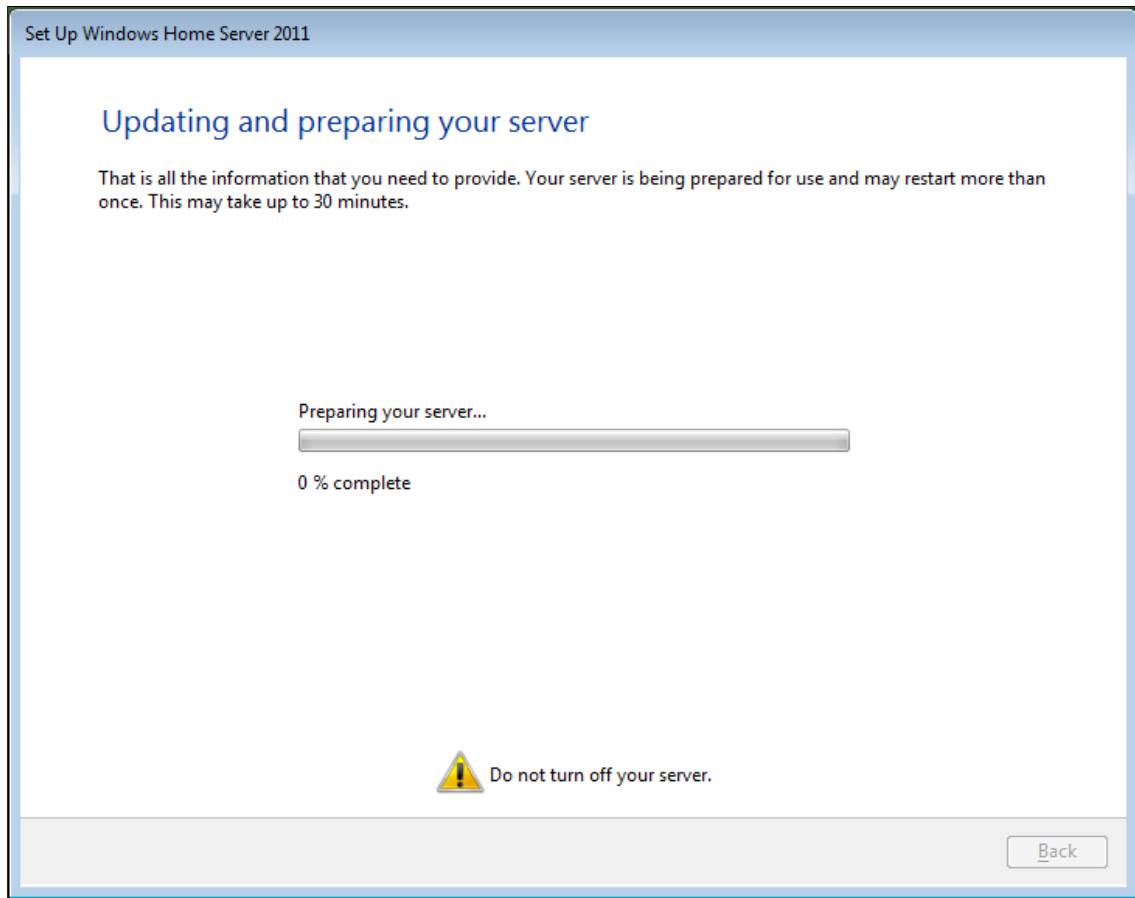 Set Up Windows Home Server 2011
Updating and preparing your server
That is all the information that you need to provide. Your server is being prepared for use and may restart more than
once. This may take up to 30 minutes.
Preparing your server...
0 % complete
Do not turn off your server.
Back